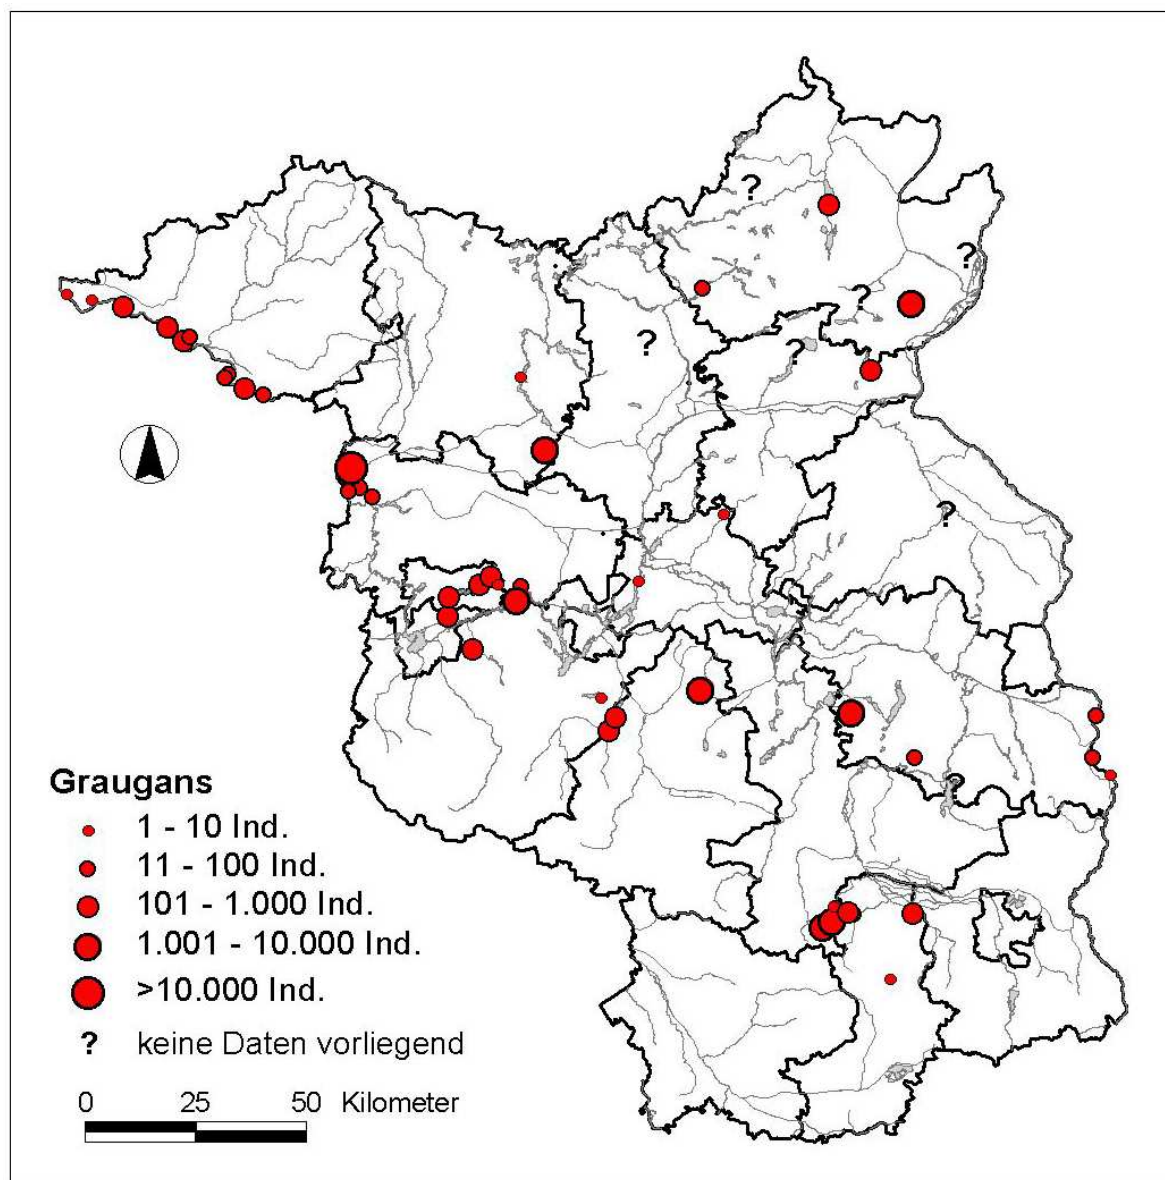 ?
?
?
?
?
?
?
Graugans
1 - 10 Ind.
11 - 100 Ind.
101 - 1.000 Ind.
1.001 - 10.000 Ind.
>10.000 Ind.
? keine Daten vorliegend
0 25 50 Kilometer